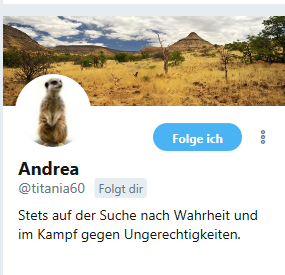 Folge ich
Andrea
@titania60 Folgt dir
Stets auf der Suche nach Wahrheit und
im Kampf gegen Ungerechtigkeiten.